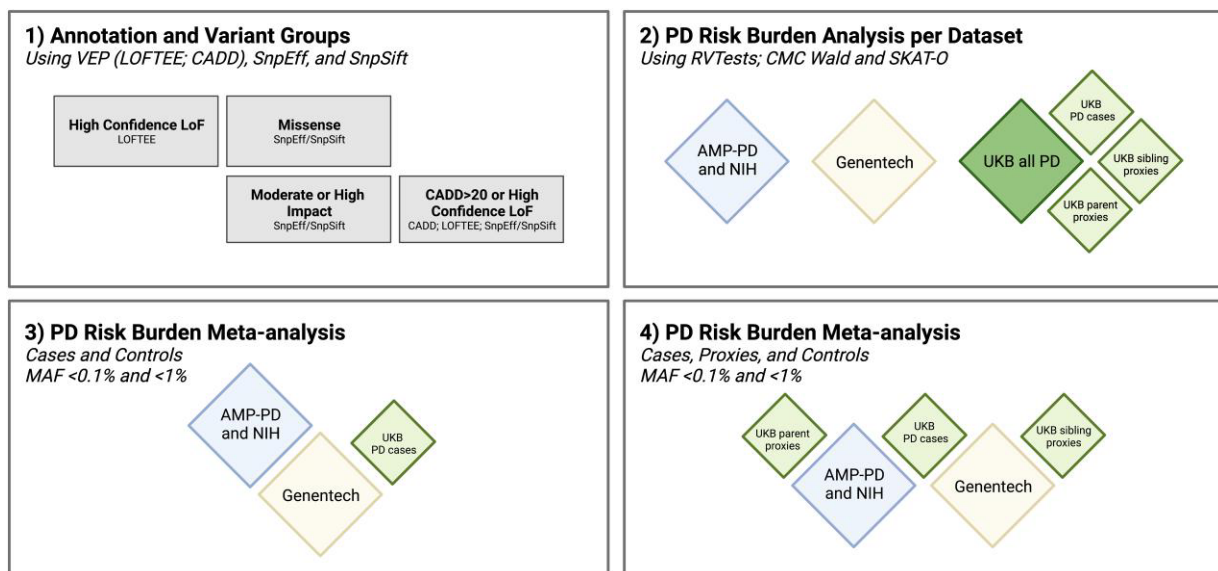 1) Annotation and Variant Groups
Using VEP (LOFTEE; CADD), SnpEff, and SnpSift
High Confidence LoF
LOFTEE
Missense
SnpEff/SnpSift
Moderate or High
Impact
SnpEff/SnpSift
CADD>20 or High
Confidence LoF
CADD; LOFTEE; SnpEff/SnpSift
2) PD Risk Burden Analysis per Dataset
Using RVTests; CMC Wald and SKAT-O
AMP-PD
and NIH
Genentech
UKB all PD
UKB
PD cases
UKB sibling
proxies
UKB parent
proxies
3) PD Risk Burden Meta-analysis
Cases and Controls
MAF <0.1% and <1%
AMP-PD
and NIH
Genentech
UKB
PD cases
4) PD Risk Burden Meta-analysis
Cases, Proxies, and Controls
MAF <0.1% and <1%
UKB parent
proxies
AMP-PD
and NIH
UKB
PD cases
Genentech
UKB sibling
proxies